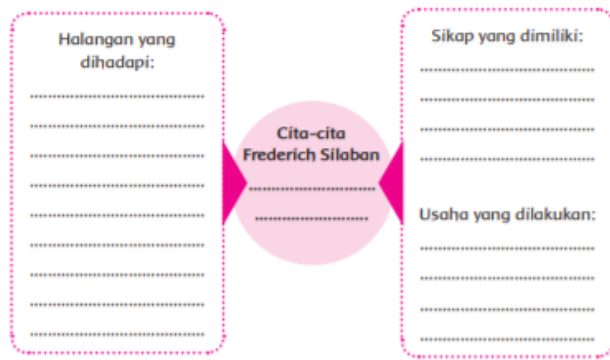 Halangan yang
dihadapi:
Cita-cita
Frederich Silaban
Sikap yang dimiliki:
Usaha yang dilakukan: